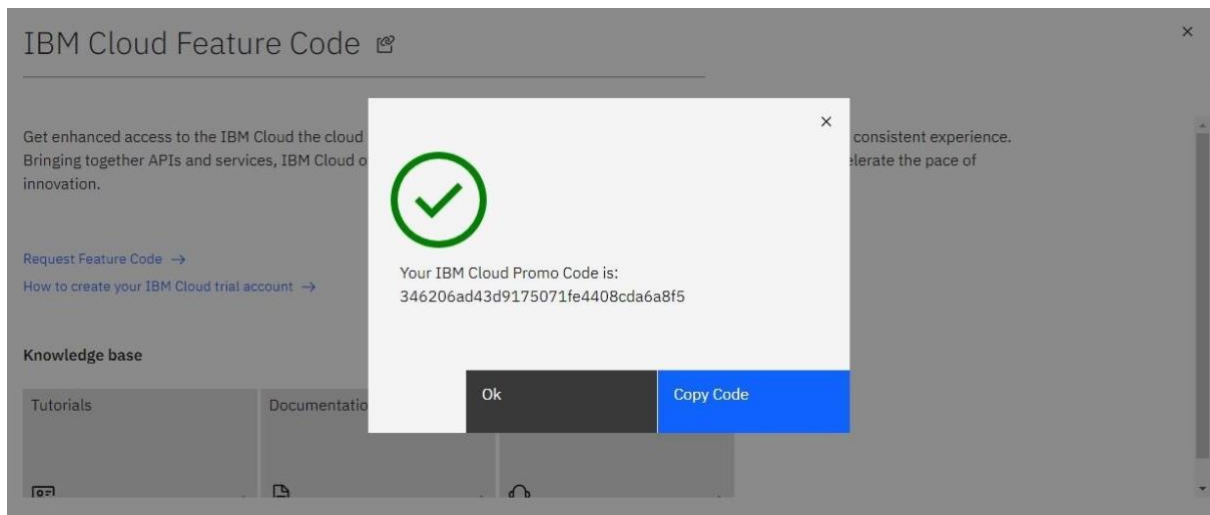 IBM Cloud Feature Code
Get enhanced access to the IBM Cloud the cloud
consistent experience.
Bringing together APIs and services, IBM Cloud
elerate the pace of
innovation.
Request Feature Code →
How to create your IBM Cloud trial account →
Your IBM Cloud Promo Code is:
346206ad43d9175071fe4408cda6a8f5
Ok
Copy Code
Knowledge base
Tutorials
Documentatio